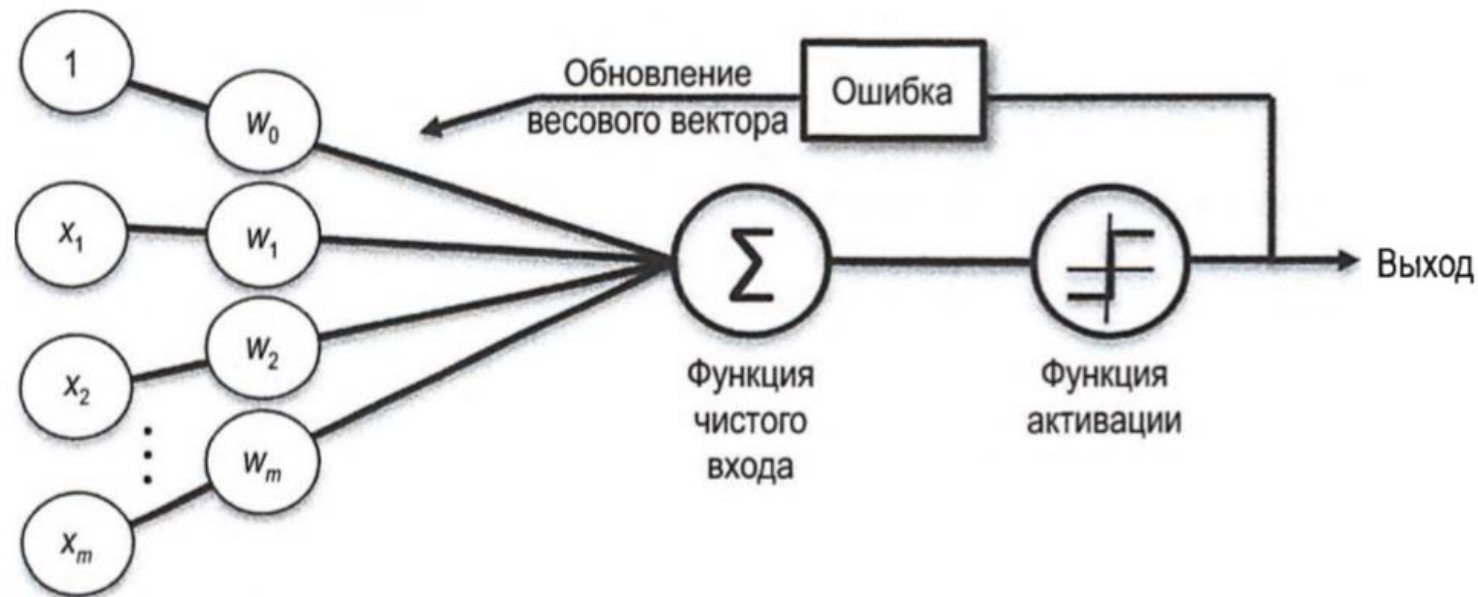 1
w₀
Обновление
весового вектора
Ошибка
x₁
w₁
Σ
Выход
x₂
w₂
Функция
чистого
входа
Функция
активации
⋮
wₘ
xₘ